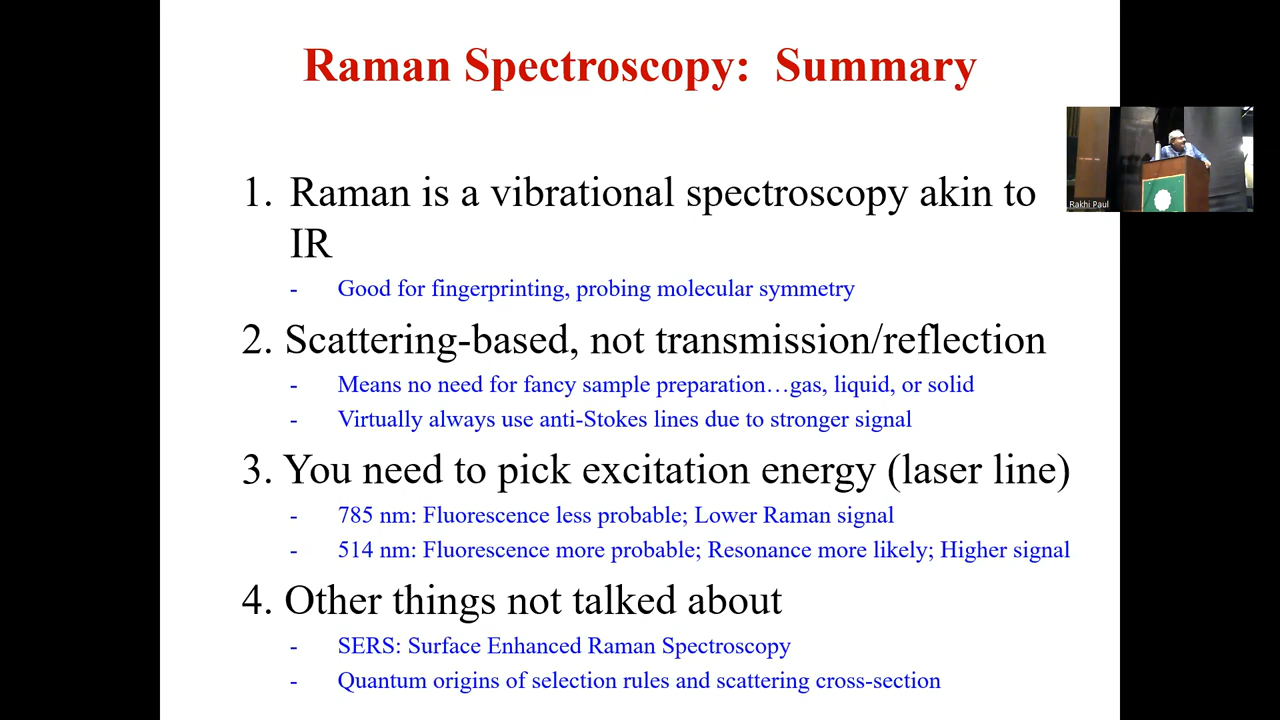 Raman Spectroscopy: Summary
1. Raman is a vibrational spectroscopy akin to
IR
- Good for fingerprinting, probing molecular symmetry
2. Scattering-based, not transmission/reflection
- Means no need for fancy sample preparation…gas, liquid, or solid
- Virtually always use anti-Stokes lines due to stronger signal
3. You need to pick excitation energy (laser line)
- 785 nm: Fluorescence less probable; Lower Raman signal
- 514 nm: Fluorescence more probable; Resonance more likely; Higher signal
4. Other things not talked about
- SERS: Surface Enhanced Raman Spectroscopy
- Quantum origins of selection rules and scattering cross-section
Rakhi Paul